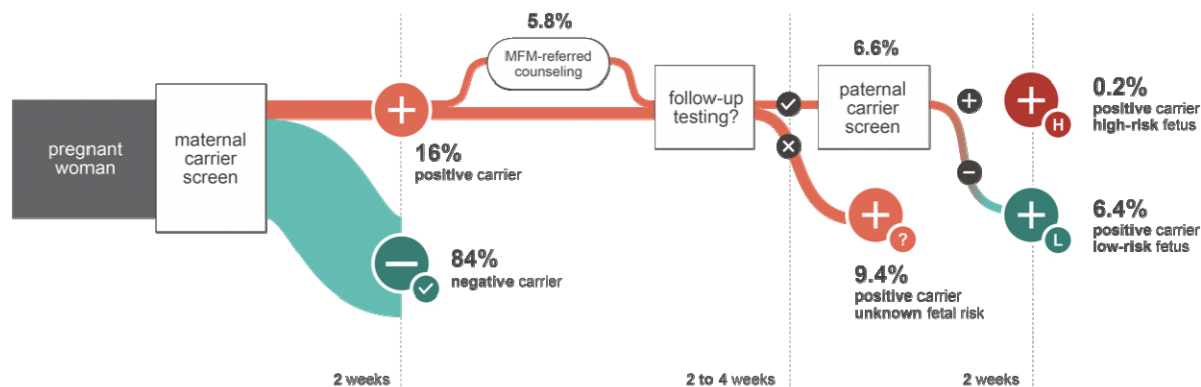 pregnant
woman
maternal
carrier
screen
16%
positive carrier
84%
negative carrier
5.8%
MFM-referred
counseling
follow-up
testing?
6.6%
paternal
carrier
screen
?
9.4%
positive carrier
unknown fetal risk
H
0.2%
positive carrier
high-risk fetus
L
6.4%
positive carrier
low-risk fetus
2 weeks
2 to 4 weeks
2 weeks